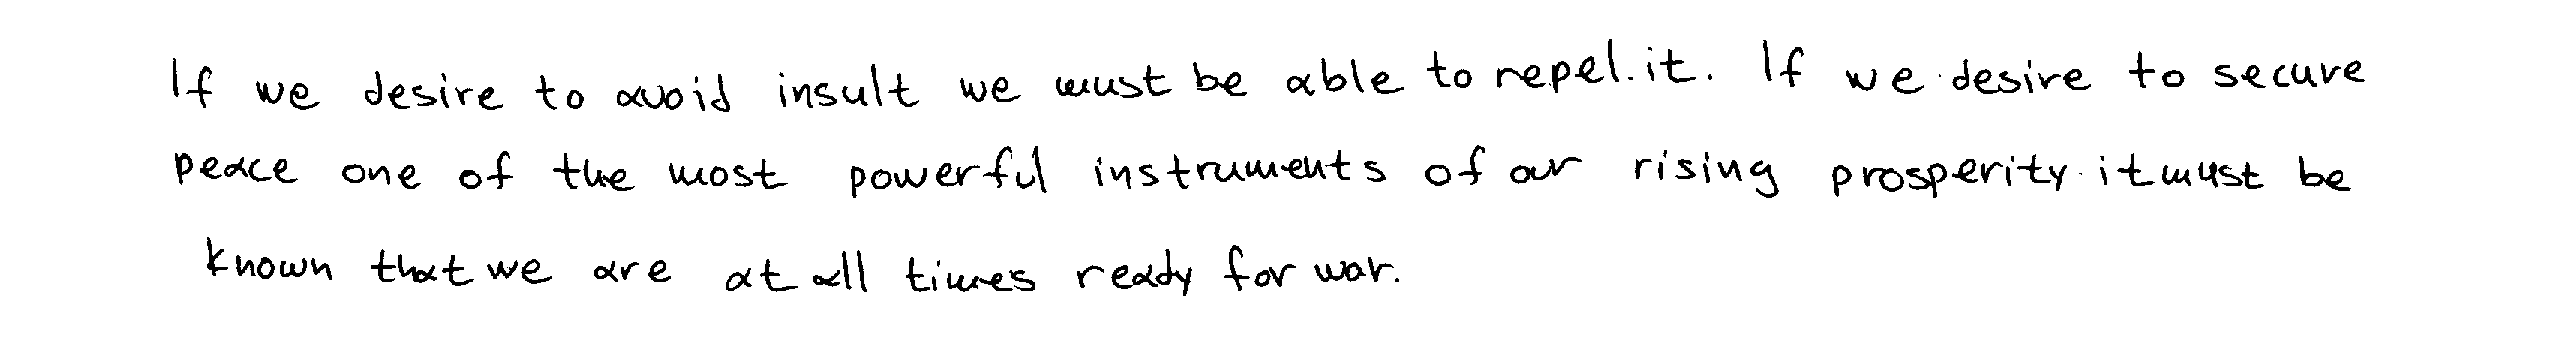 If we desire to avoid insult we must be able to repel.it. If we desire to secure
peace one of the most powerful instruments of our rising prosperity it must be
known that we are at all times ready for war.